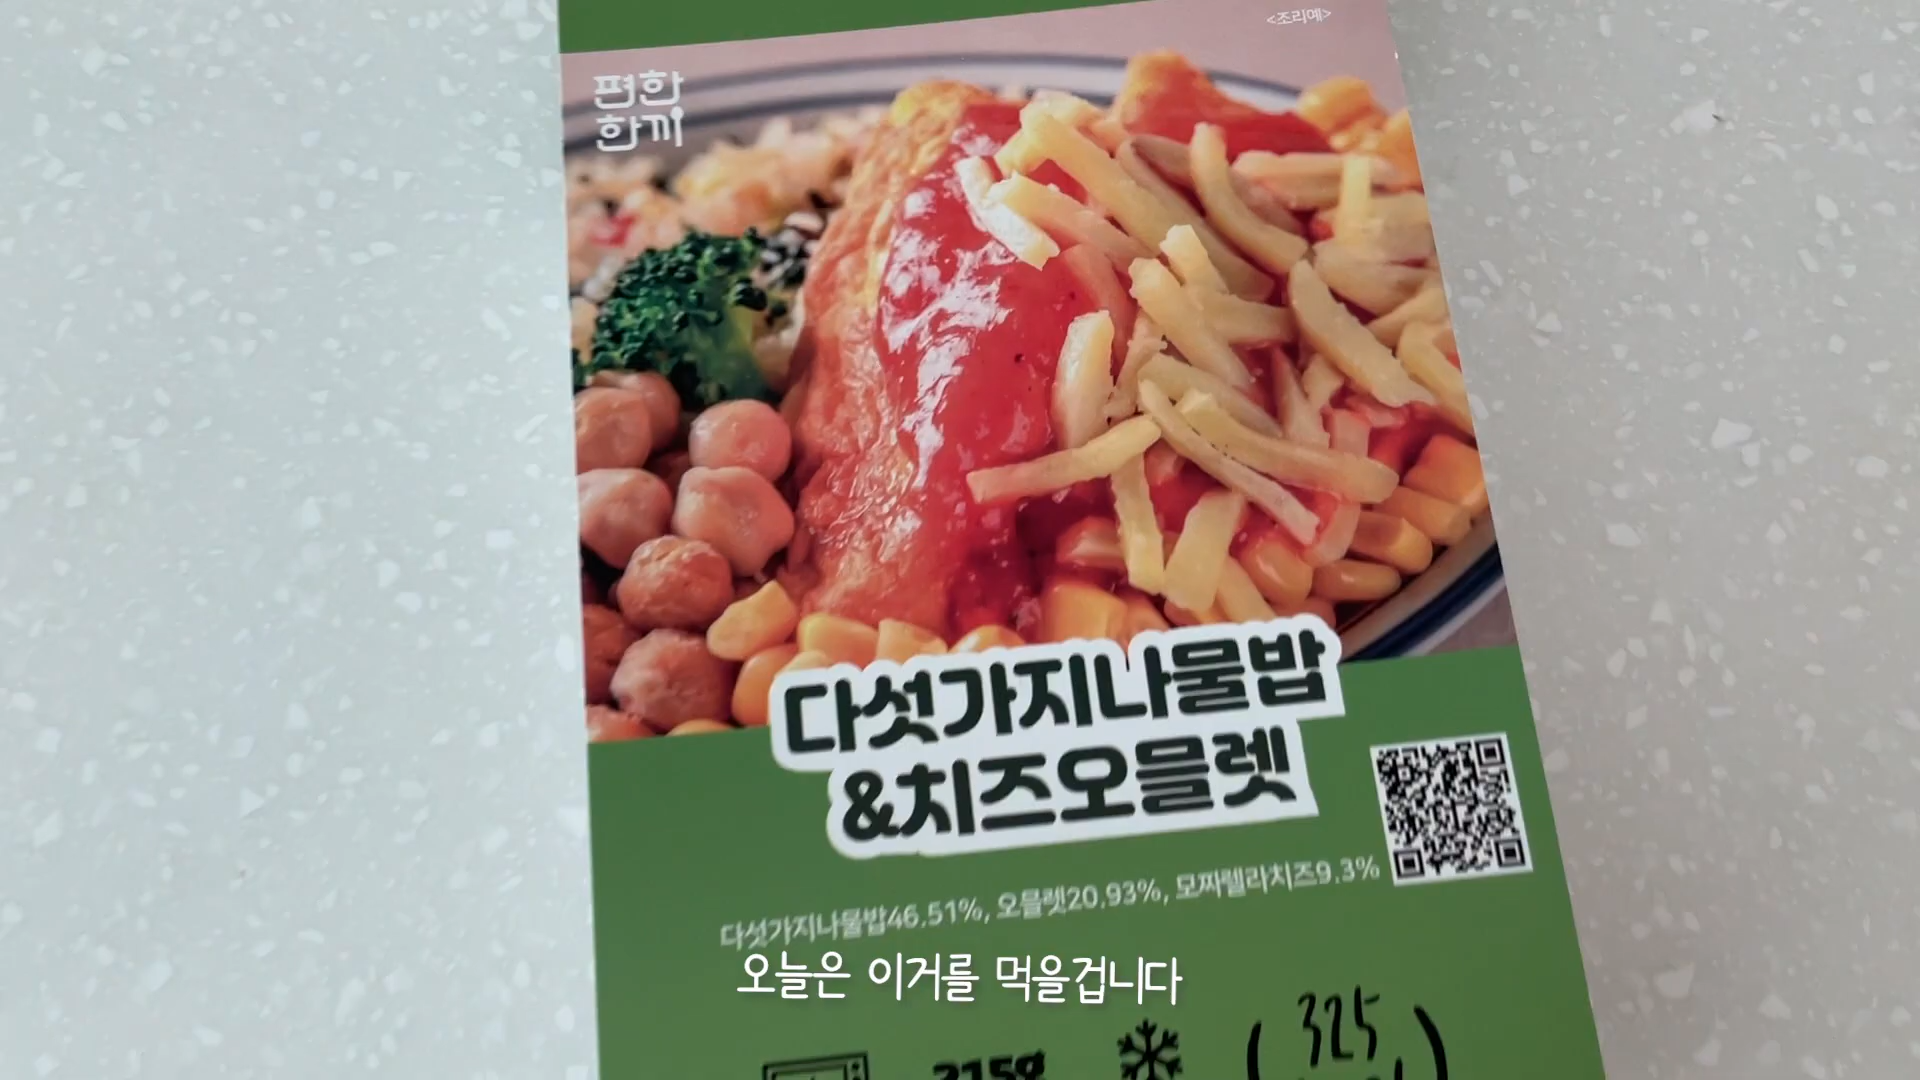 <조리예>
편한
한끼
다섯가지나물밥
&치즈오믈렛
다섯가지나물밥46.51%, 오믈렛20.93%, 모짜렐라치즈9.3%
오늘은 이거를 먹을겁니다
215g
325